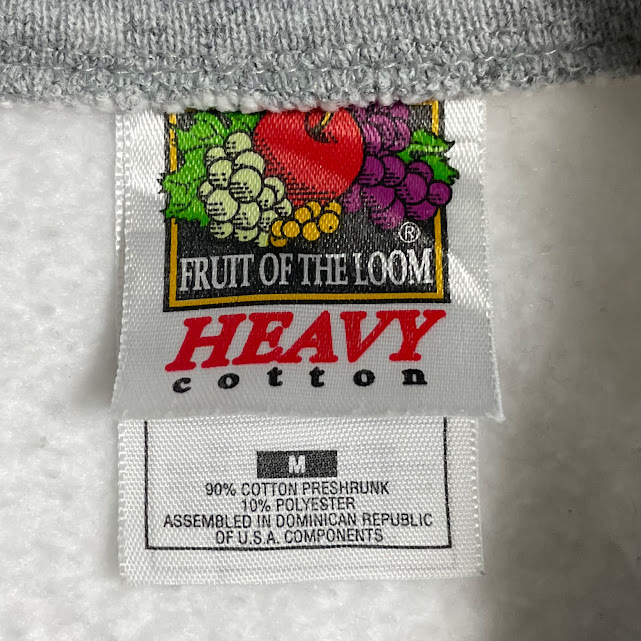 ®
FRUIT OF THE LOOM
HEAVY
cotton
M
90% COTTON PRESHRUNK
10% POLYESTER
ASSEMBLED IN DOMINICAN REPUBLIC
OF U.S.A. COMPONENTS